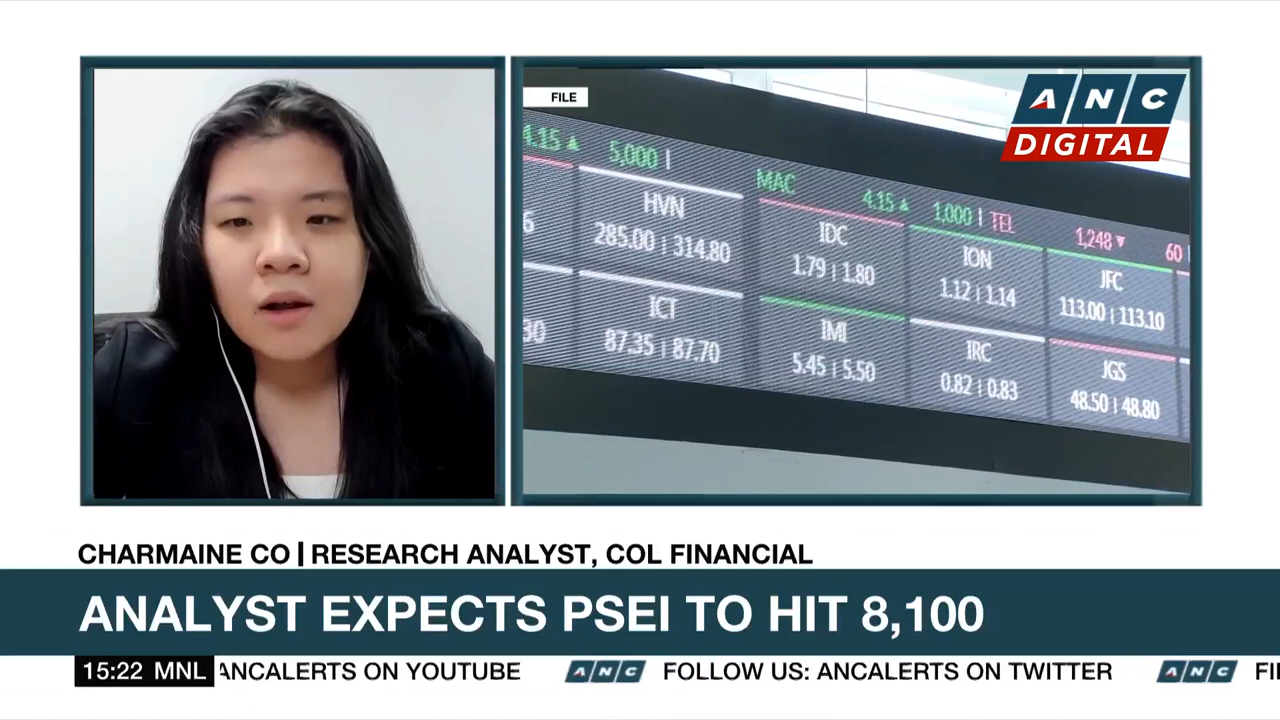 FILE
ANC
DIGITAL
4.15 ▲ 5,000 |
MAC 4.15 ▲ 1,000 | TEL 1,248 ▼ 60 |
HVN
285.00 | 314.80
IDC
1.79 | 1.80
ION
1.12 | 1.14
JFC
113.00 | 113.10
ICT
87.35 | 87.70
IMI
5.45 | 5.50
IRC
0.82 | 0.83
JGS
48.50 | 48.80
CHARMAINE CO | RESEARCH ANALYST, COL FINANCIAL
ANALYST EXPECTS PSEI TO HIT 8,100
15:22 MNL ANCALERTS ON YOUTUBE ANC FOLLOW US: ANCALERTS ON TWITTER ANC